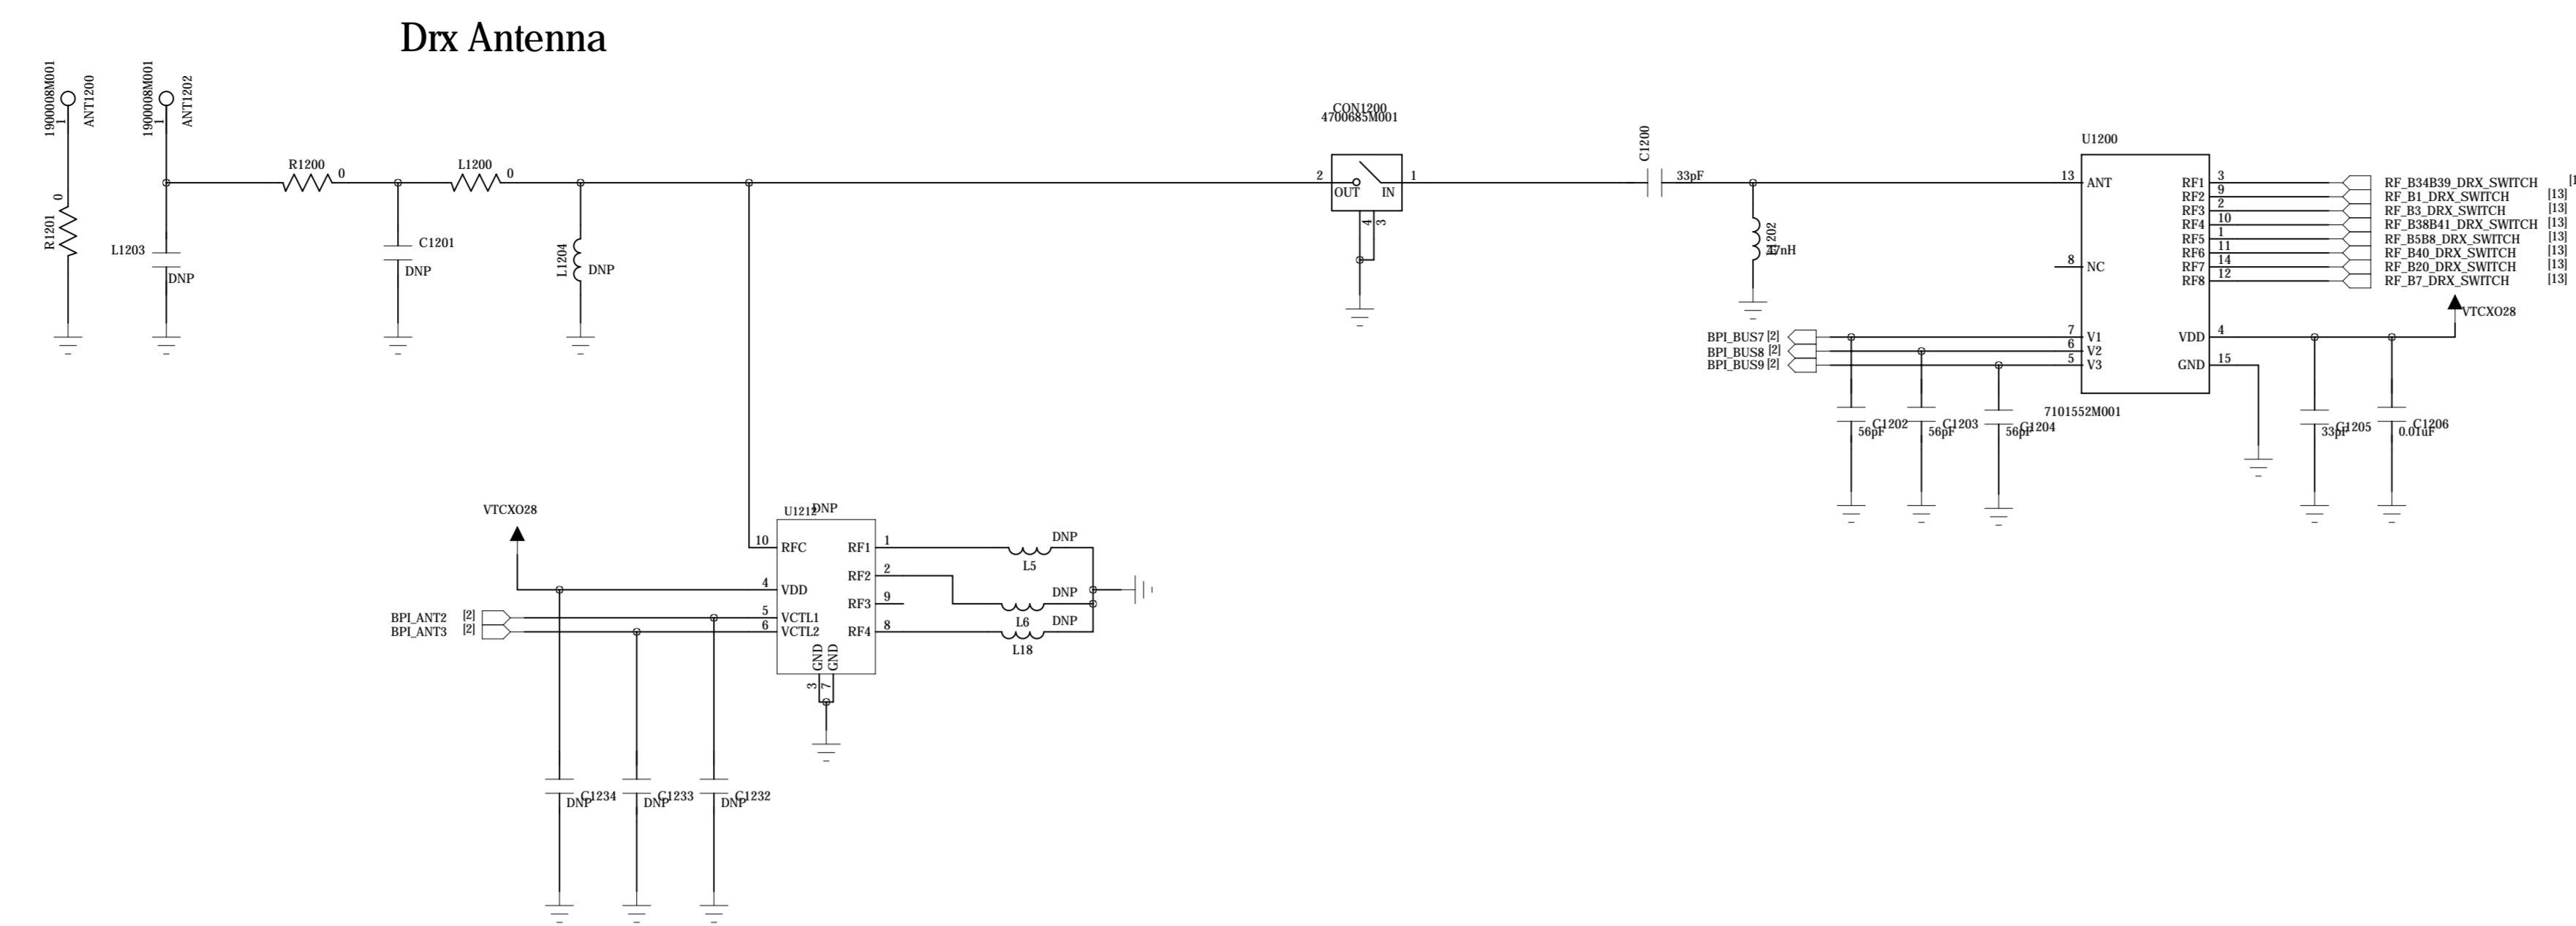 Drx Antenna
1900008M001
1
ANT1200
1900008M001
1
ANT1202
R1201
0
L1203
DNP
R1200
0
C1201
DNP
L1200
0
L1204
DNP
CON1200
4700685M001
2
OUT
IN
1
4
3
C1200
33pF
U1200
13
ANT
8
NC
RF1
3
RF_B34B39_DRX_SWITCH
RF2
9
RF_B1_DRX_SWITCH
[13]
RF3
2
RF_B3_DRX_SWITCH
[13]
RF4
10
RF_B38B41_DRX_SWITCH
[13]
RF5
1
RF_B5B8_DRX_SWITCH
[13]
RF6
11
RF_B40_DRX_SWITCH
[13]
RF7
14
RF_B20_DRX_SWITCH
[13]
RF8
12
RF_B7_DRX_SWITCH
[13]
VTCXO28
BPI_BUS7 [2]
7
V1
BPI_BUS8 [2]
6
V2
BPI_BUS9 [2]
5
V3
VDD
4
GND
15
7101552M001
C1202
56pF
C1203
56pF
C1204
56pF
C1205
33pF
C1206
0.01uF
VTCXO28
U1212
DNP
10
RFC
4
VDD
BPI_ANT2
[2]
5
VCTL1
BPI_ANT3
[2]
6
VCTL2
RF1
1
RF2
2
RF3
9
RF4
8
GND
GND
3
7
DNP
L5
DNP
L6
DNP
L18
C1234
DNP
C1233
DNP
C1232
DNP